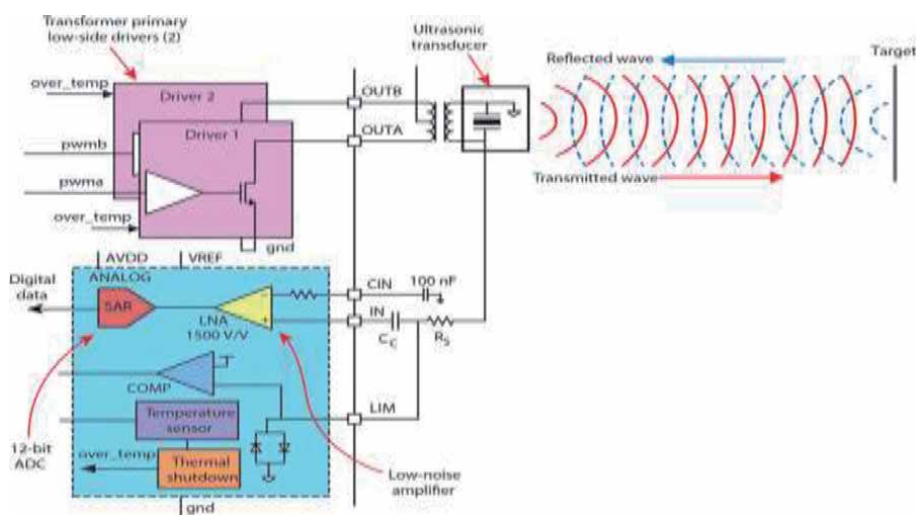 Transformer primary
low-side drivers (2)
Ultrasonic
transducer
Reflected wave
Target
over_temp
Driver 2
OUTB
Driver 1
OUTA
pwmb
pwma
Transmitted wave
over_temp
gnd
AVDD
VREF
ANALOG
CIN
100 nF
Digital
data
SAR
IN
LNA
1500 V/V
CC
RS
COMP
LIM
Temperature
sensor
12-bit
ADC
over_temp
Thermal
shutdown
Low-noise
amplifier
gnd